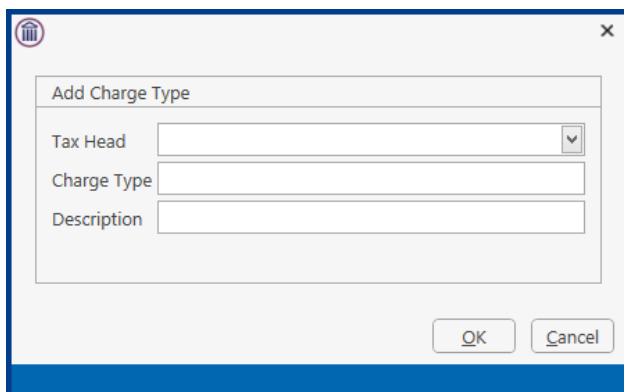 Add Charge Type
Tax Head
Charge Type
Description
OK
Cancel